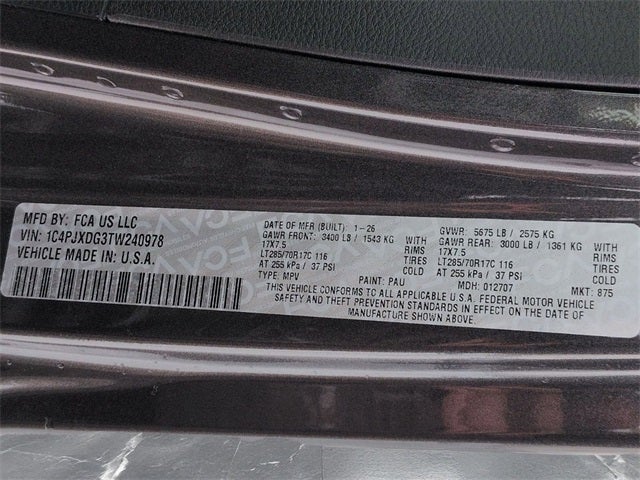 MFD BY: FCA US LLC
VIN: 1C4PJXDG3TW240978
VEHICLE MADE IN: U.S.A.
DATE OF MFR (BUILT): 1-26 GVWR: 5675 LB / 2575 KG
GAWR FRONT: 3400 LB / 1543 KG WITH GAWR REAR: 3000 LB / 1361 KG WITH
17X7.5 RIMS 17X7.5 RIMS
LT285/70R17C 116 TIRES LT285/70R17C 116 TIRES
AT 255 kPa / 37 PSI COLD AT 255 kPa / 37 PSI COLD
TYPE: MPV PAINT: PAU MDH: 012707 MKT: 875
THIS VEHICLE CONFORMS TO ALL APPLICABLE U.S.A. FEDERAL MOTOR VEHICLE
SAFETY AND THEFT PREVENTION STANDARDS IN EFFECT ON THE DATE OF
MANUFACTURE SHOWN ABOVE.